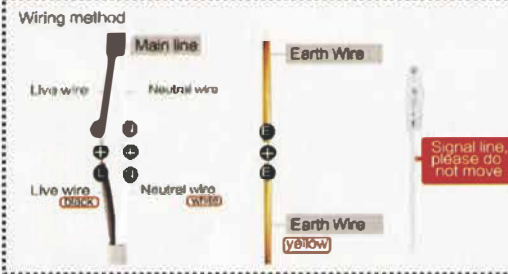 Wiring method
Main line
Earth Wire
Live wire
Neutral wire
E
L
E
Signal line,
please do
not move
Live wire
black
Neutral wire
white
Earth Wire
yellow